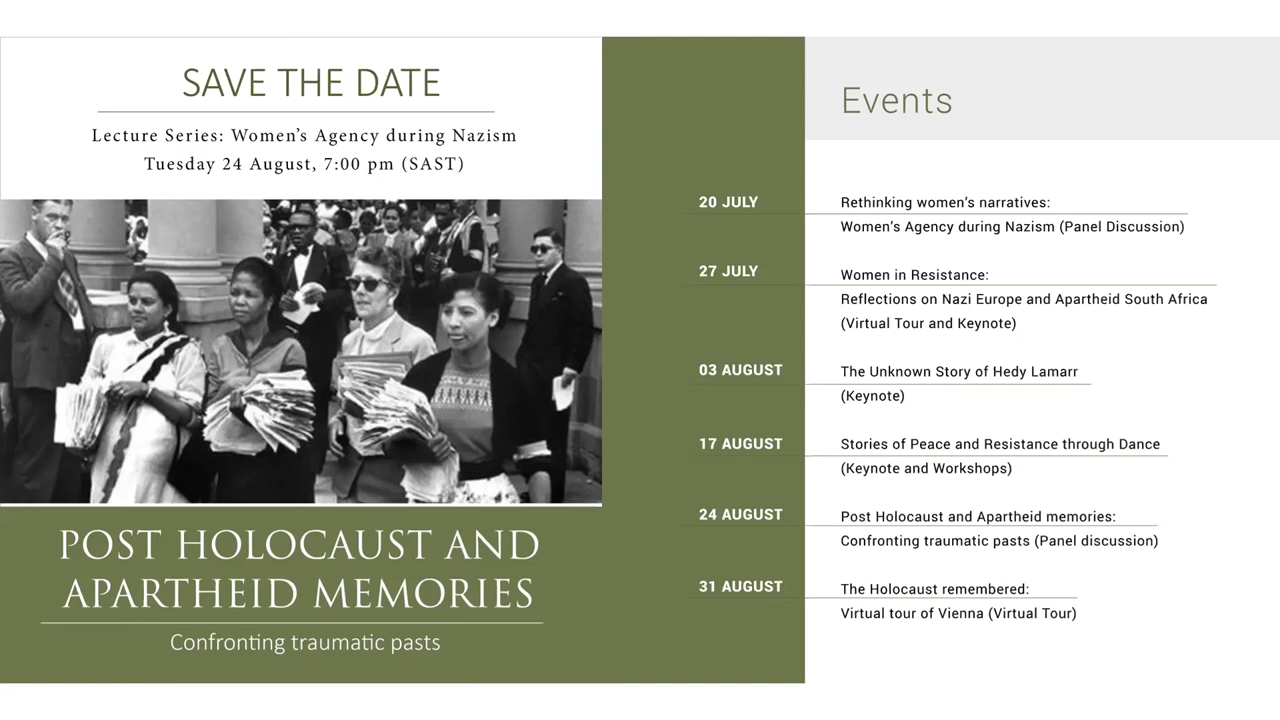 SAVE THE DATE
Lecture Series: Women's Agency during Nazism
Tuesday 24 August, 7:00 pm (SAST)
POST HOLOCAUST AND
APARTHEID MEMORIES
Confronting traumatic pasts
Events
20 JULY
Rethinking women's narratives:
Women's Agency during Nazism (Panel Discussion)
27 JULY
Women in Resistance:
Reflections on Nazi Europe and Apartheid South Africa
(Virtual Tour and Keynote)
03 AUGUST
The Unknown Story of Hedy Lamarr
(Keynote)
17 AUGUST
Stories of Peace and Resistance through Dance
(Keynote and Workshops)
24 AUGUST
Post Holocaust and Apartheid memories:
Confronting traumatic pasts (Panel discussion)
31 AUGUST
The Holocaust remembered:
Virtual tour of Vienna (Virtual Tour)